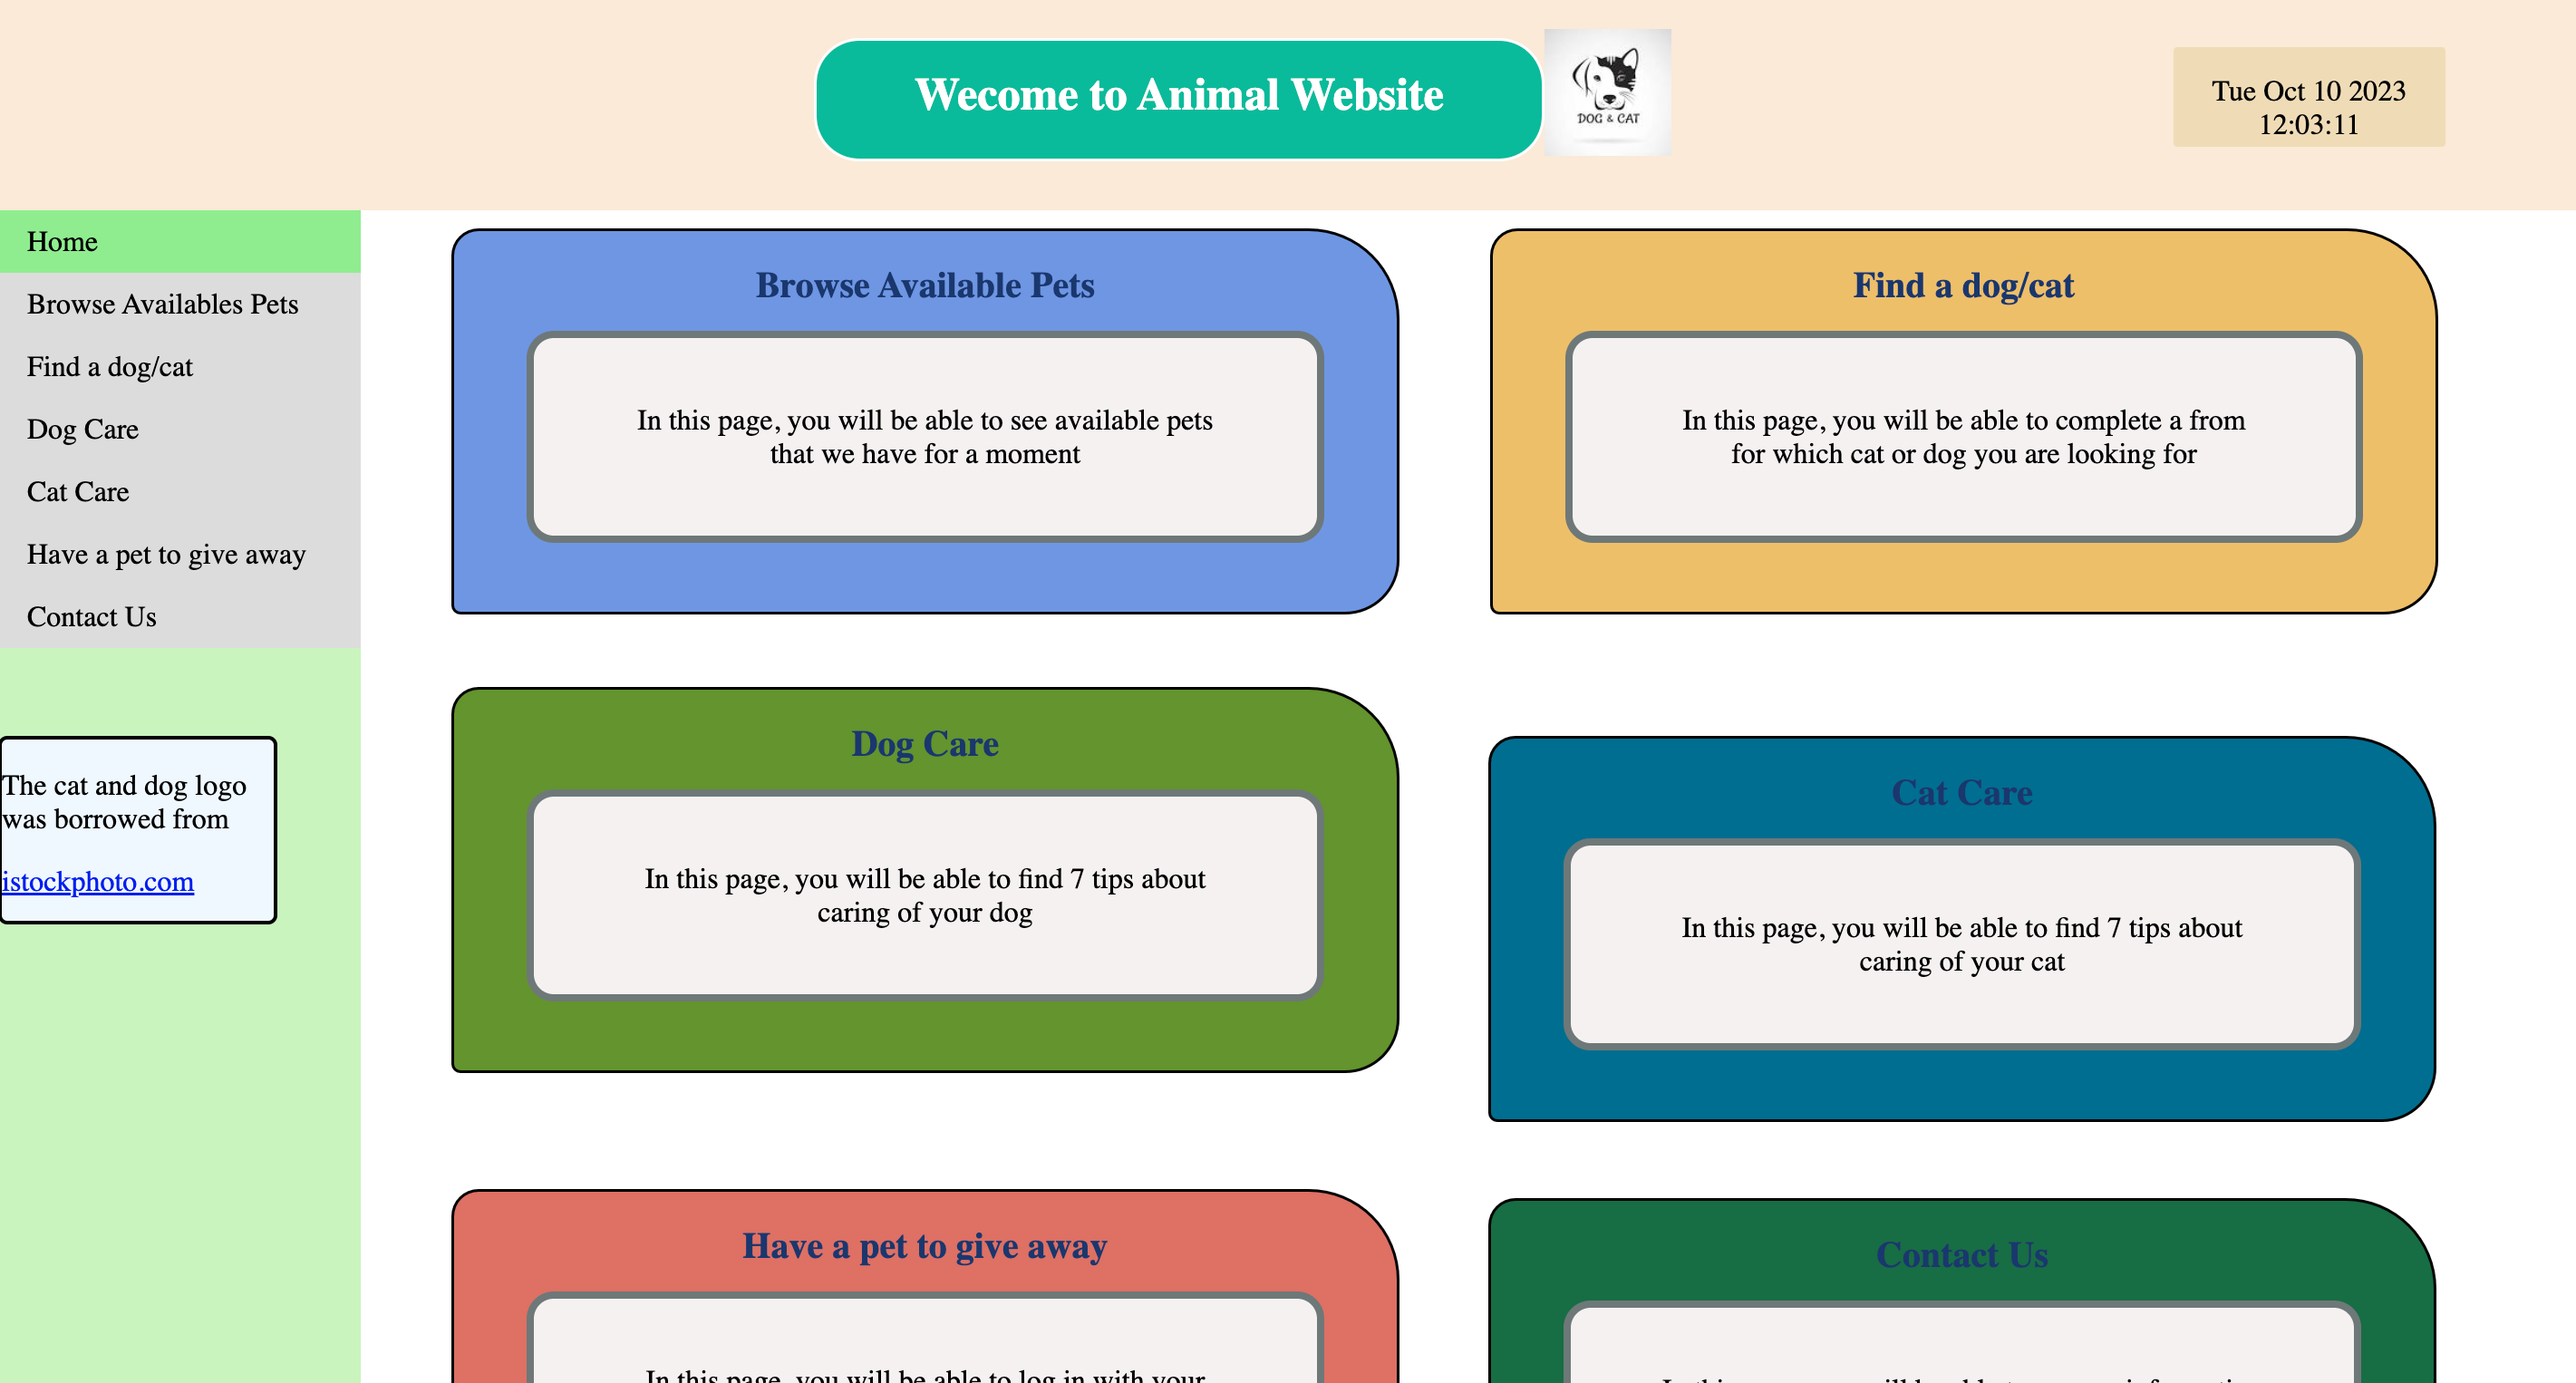 Wecome to Animal Website
DOG & CAT
Tue Oct 10 2023
12:03:11
Home
Browse Availables Pets
Find a dog/cat
Dog Care
Cat Care
Have a pet to give away
Contact Us
The cat and dog logo
was borrowed from
istockphoto.com
Browse Available Pets
In this page, you will be able to see available pets
that we have for a moment
Find a dog/cat
In this page, you will be able to complete a from
for which cat or dog you are looking for
Dog Care
In this page, you will be able to find 7 tips about
caring of your dog
Cat Care
In this page, you will be able to find 7 tips about
caring of your cat
Have a pet to give away
In this page, you will be able to log in with your
Contact Us